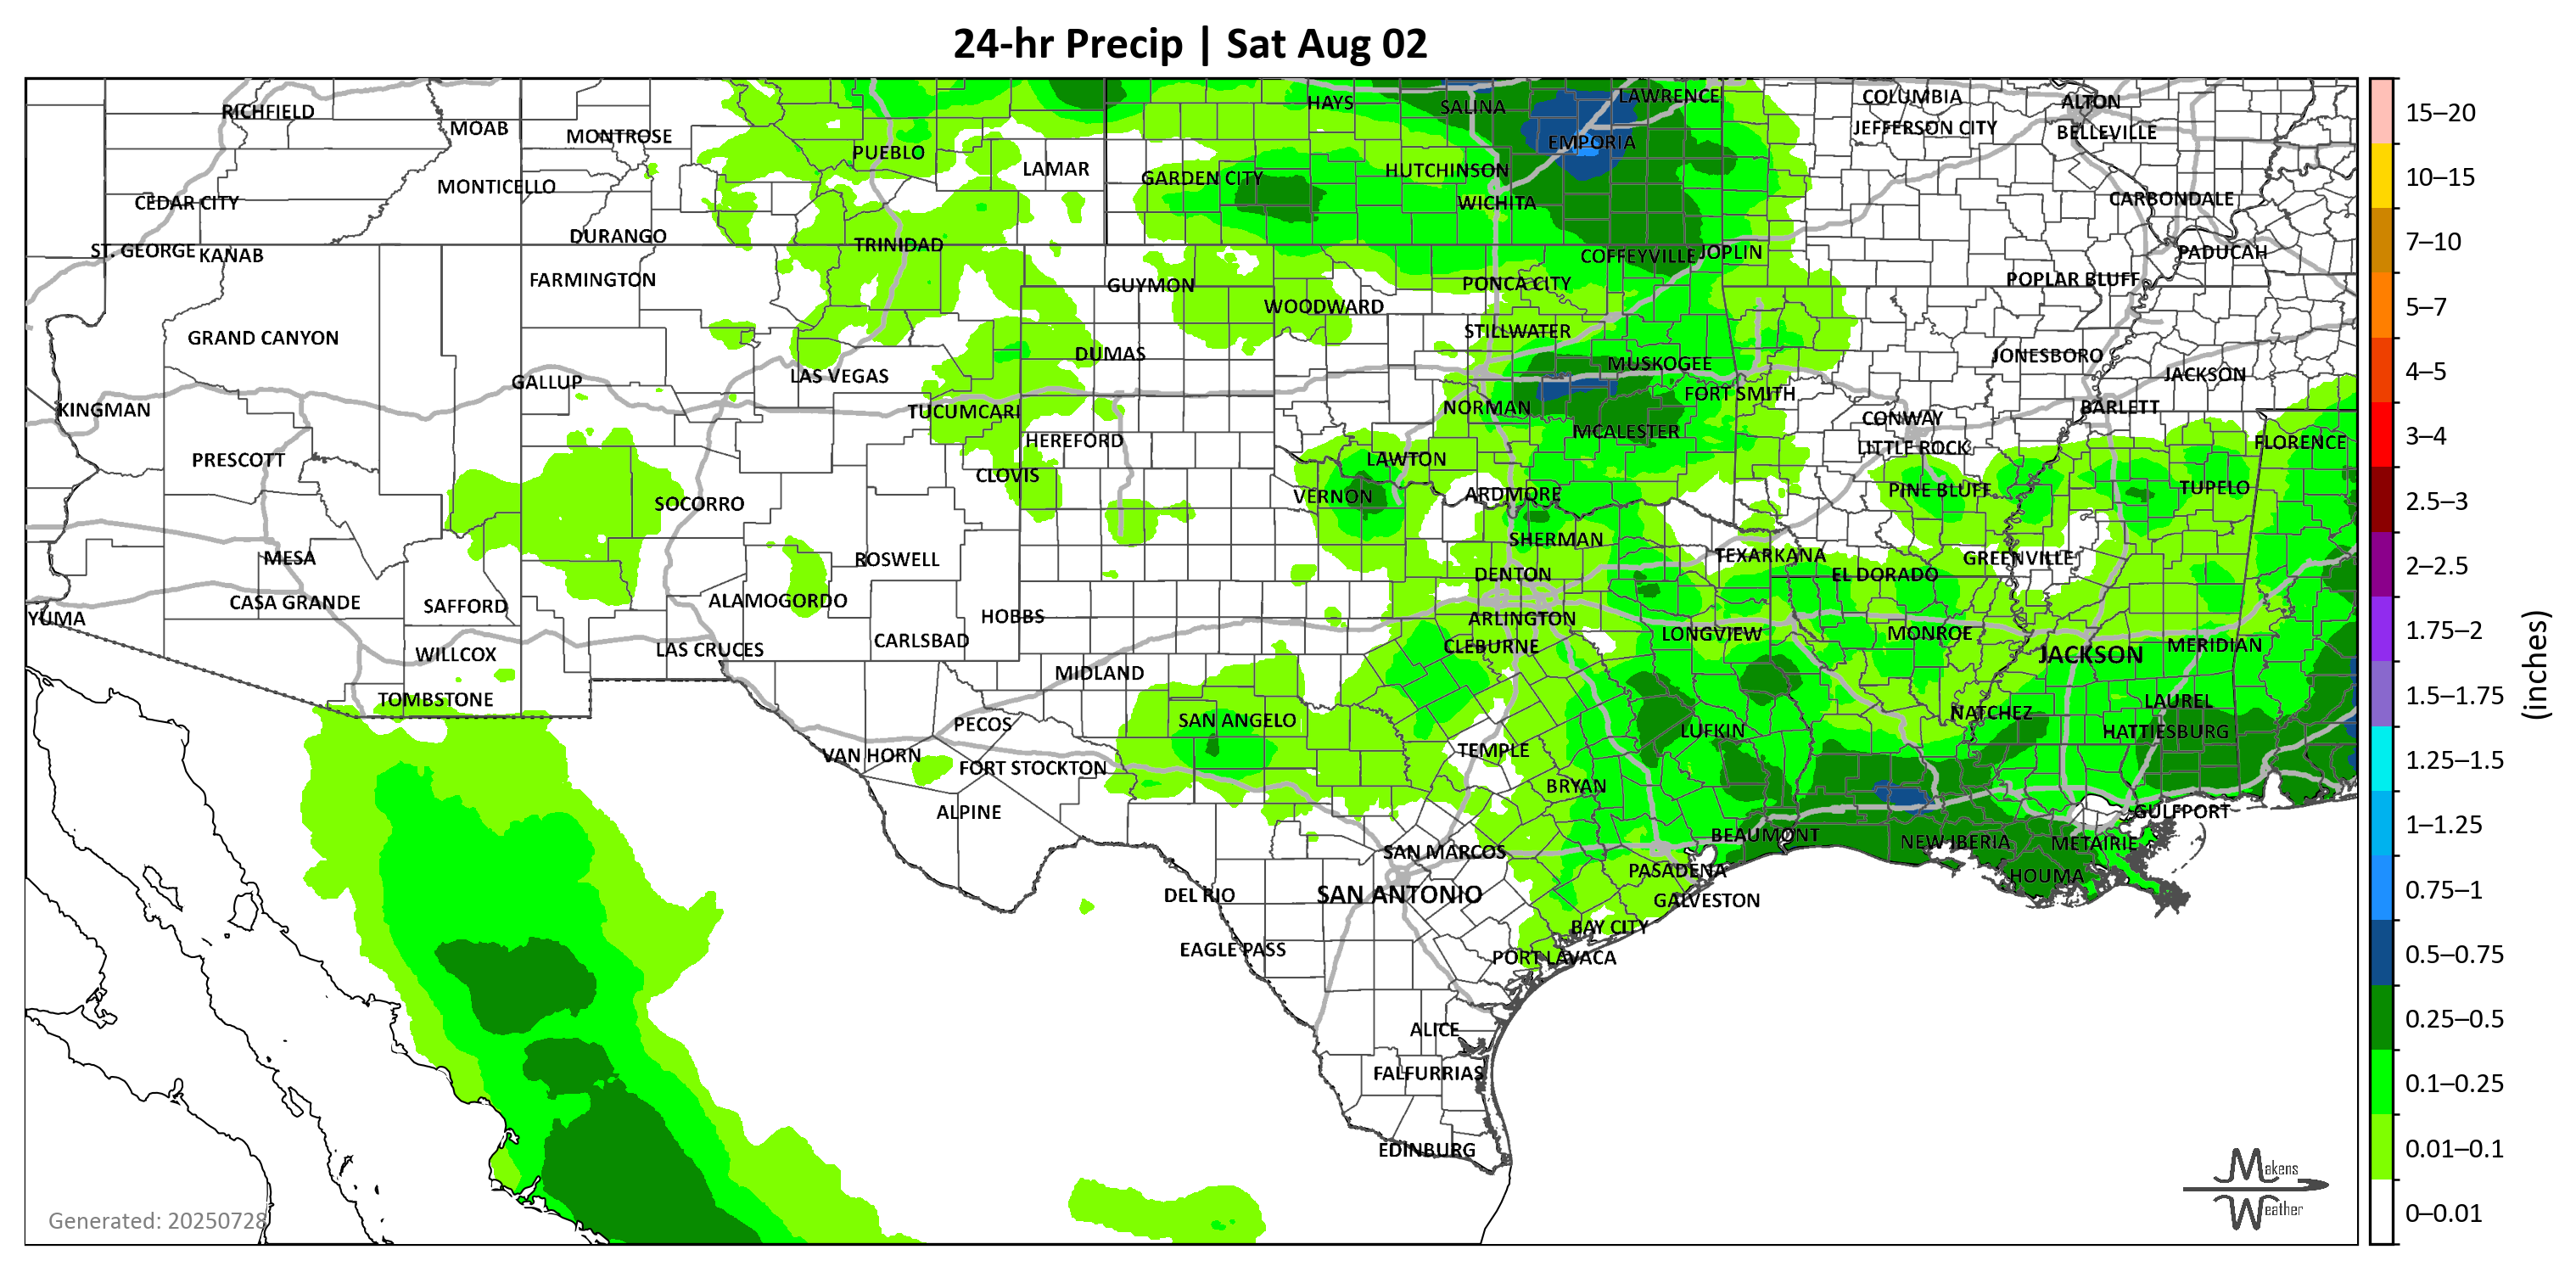 24-hr Precip | Sat Aug 02
RICHFIELD
MOAB
MONTROSE
PUEBLO
LAMAR
HAYS
SALINA
LAWRENCE
COLUMBIA
ALTON
JEFFERSON CITY
BELLEVILLE
EMPORIA
HUTCHINSON
GARDEN CITY
MONTICELLO
CEDAR CITY
WICHITA
CARBONDALE
DURANGO
TRINIDAD
ST. GEORGE
KANAB
COFFEYVILLE
JOPLIN
PADUCAH
FARMINGTON
GUYMON
PONCA CITY
POPLAR BLUFF
WOODWARD
GRAND CANYON
STILLWATER
DUMAS
MUSKOGEE
JONESBORO
GALLUP
LAS VEGAS
JACKSON
FORT SMITH
KINGMAN
TUCUMCARI
NORMAN
BARLETT
CONWAY
HEREFORD
MCALESTER
LITTLE ROCK
FLORENCE
PRESCOTT
LAWTON
CLOVIS
SOCORRO
VERNON
ARDMORE
PINE BLUFF
TUPELO
MESA
ROSWELL
SHERMAN
TEXARKANA
GREENVILLE
DENTON
EL DORADO
CASA GRANDE
SAFFORD
ALAMOGORDO
HOBBS
YUMA
ARLINGTON
LONGVIEW
MONROE
CARLSBAD
CLEBURNE
JACKSON
MERIDIAN
WILLCOX
LAS CRUCES
MIDLAND
TOMBSTONE
LAUREL
PECOS
SAN ANGELO
NATCHEZ
LUFKIN
HATTIESBURG
VAN HORN
FORT STOCKTON
TEMPLE
BRYAN
ALPINE
GULFPORT
BEAUMONT
NEW IBERIA
METAIRIE
SAN MARCOS
PASADENA
HOUMA
DEL RIO
SAN ANTONIO
GALVESTON
BAY CITY
EAGLE PASS
PORT LAVACA
ALICE
FALFURRIAS
EDINBURG
Generated: 20250728
Makens
Weather
15–20
10–15
7–10
5–7
4–5
3–4
2.5–3
2–2.5
1.75–2
1.5–1.75
1.25–1.5
1–1.25
0.75–1
0.5–0.75
0.25–0.5
0.1–0.25
0.01–0.1
0–0.01
(inches)